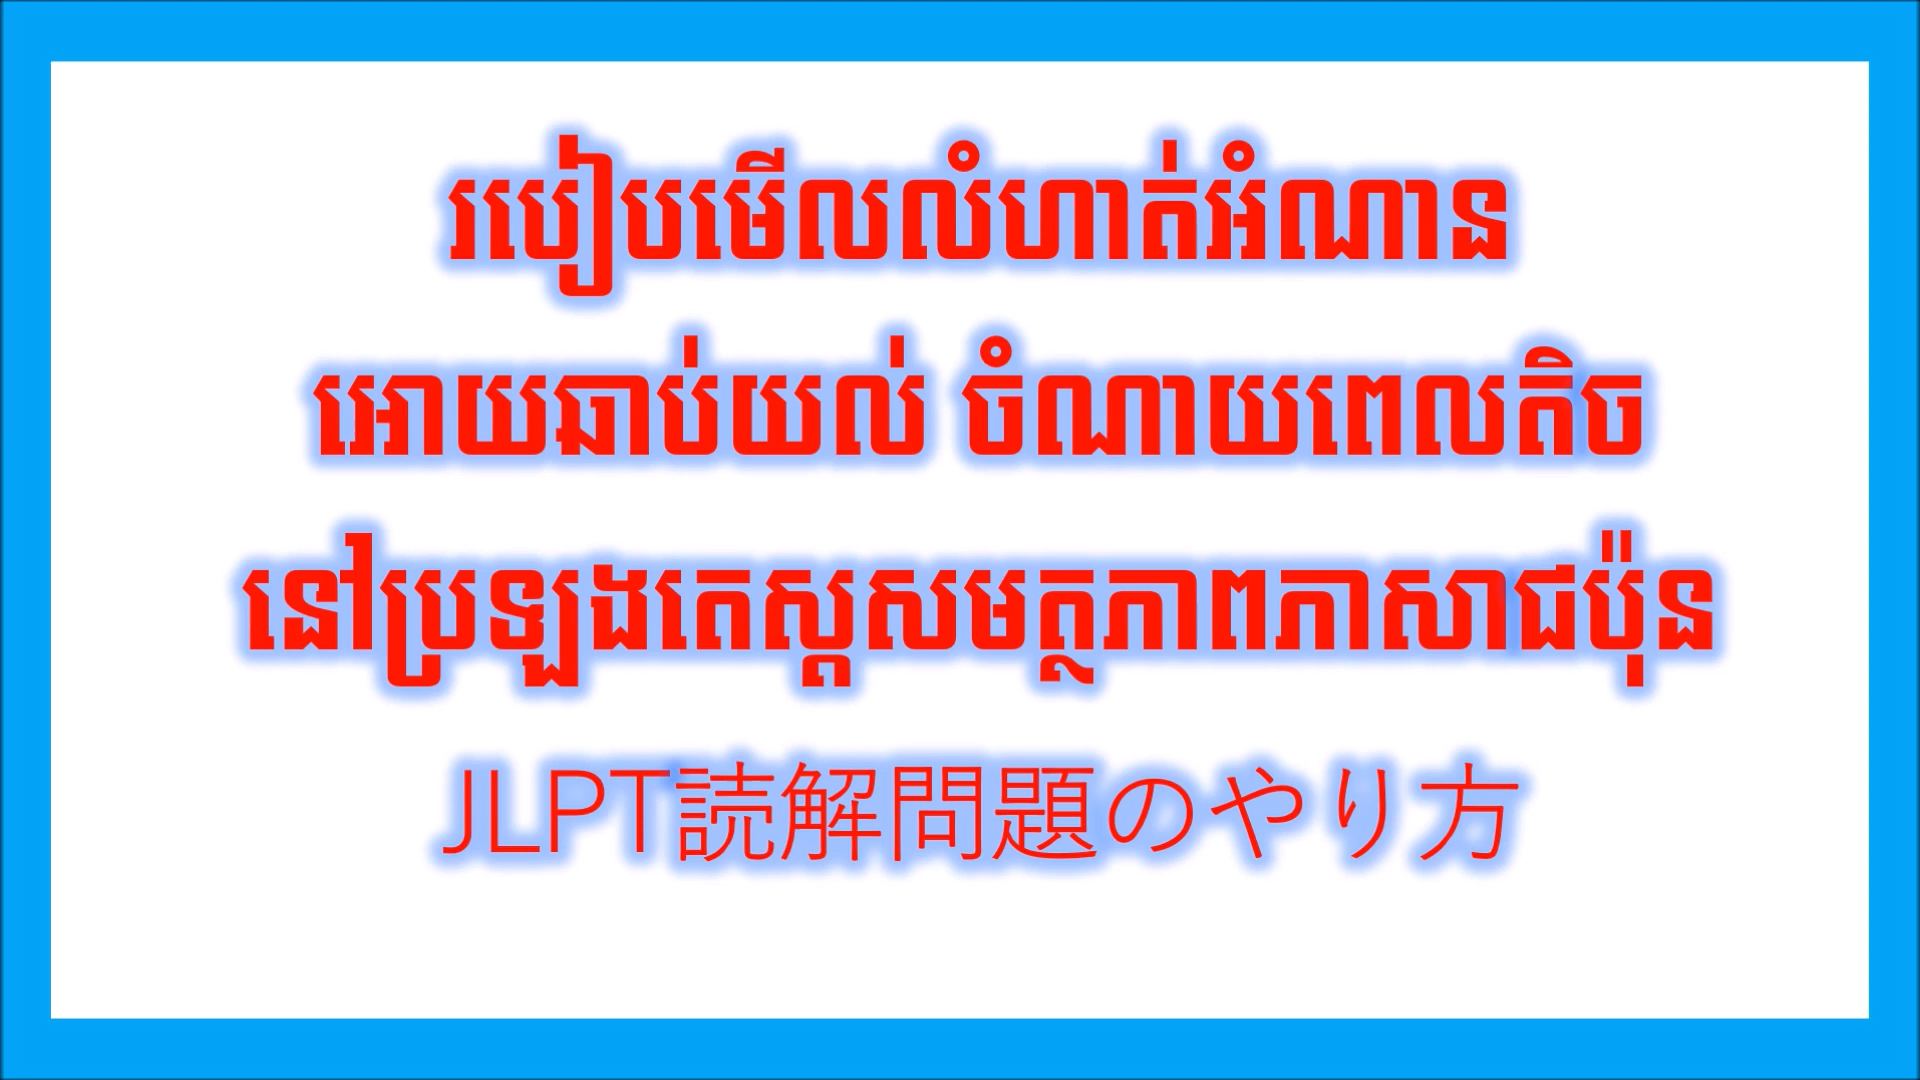 របៀបមើលលំហាត់អំណាន
អោយឆាប់យល់ ចំណាយពេលតិច
នៅប្រឡងតេស្តសមត្ថភាពភាសាជប៉ុន
JLPT読解問題のやり方